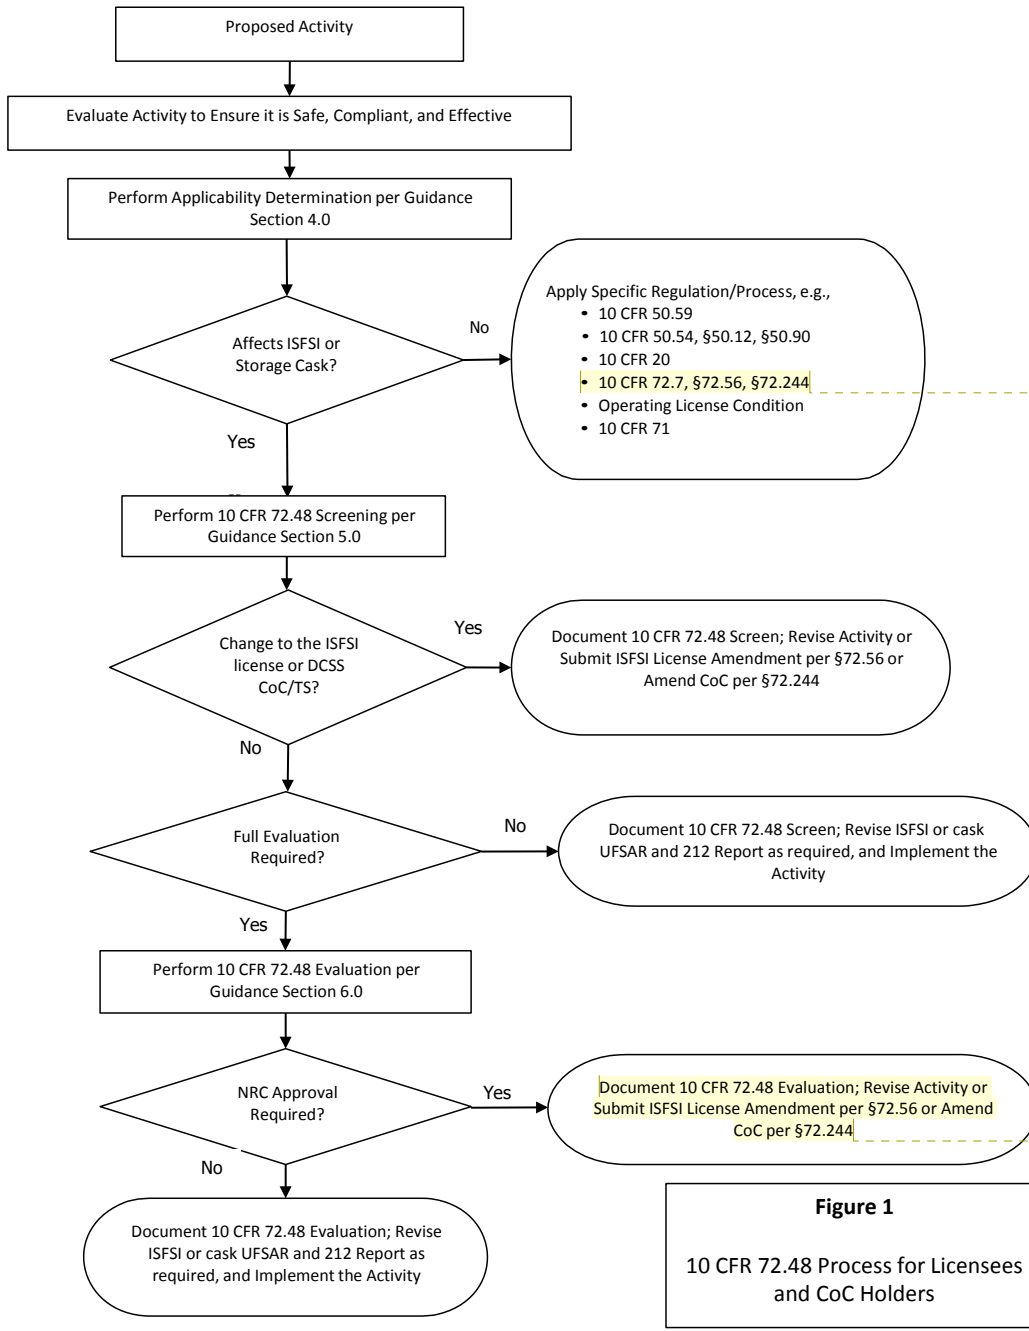 Proposed Activity
Evaluate Activity to Ensure it is Safe, Compliant, and Effective
Perform Applicability Determination per Guidance
Section 4.0
Affects ISFSI or
Storage Cask?
No
Apply Specific Regulation/Process, e.g.,
• 10 CFR 50.59
• 10 CFR 50.54, §50.12, §50.90
• 10 CFR 20
• 10 CFR 72.7, §72.56, §72.244
• Operating License Condition
• 10 CFR 71
Yes
Perform 10 CFR 72.48 Screening per
Guidance Section 5.0
Change to the ISFSI
license or DCSS
CoC/TS?
Yes
Document 10 CFR 72.48 Screen; Revise Activity or
Submit ISFSI License Amendment per §72.56 or
Amend CoC per §72.244
No
Full Evaluation
Required?
No
Document 10 CFR 72.48 Screen; Revise ISFSI or cask
UFSAR and 212 Report as required, and Implement the
Activity
Yes
Perform 10 CFR 72.48 Evaluation per
Guidance Section 6.0
NRC Approval
Required?
Yes
Document 10 CFR 72.48 Evaluation; Revise Activity or
Submit ISFSI License Amendment per §72.56 or Amend
CoC per §72.244
No
Document 10 CFR 72.48 Evaluation; Revise
ISFSI or cask UFSAR and 212 Report as
required, and Implement the Activity
Figure 1
10 CFR 72.48 Process for Licensees
and CoC Holders